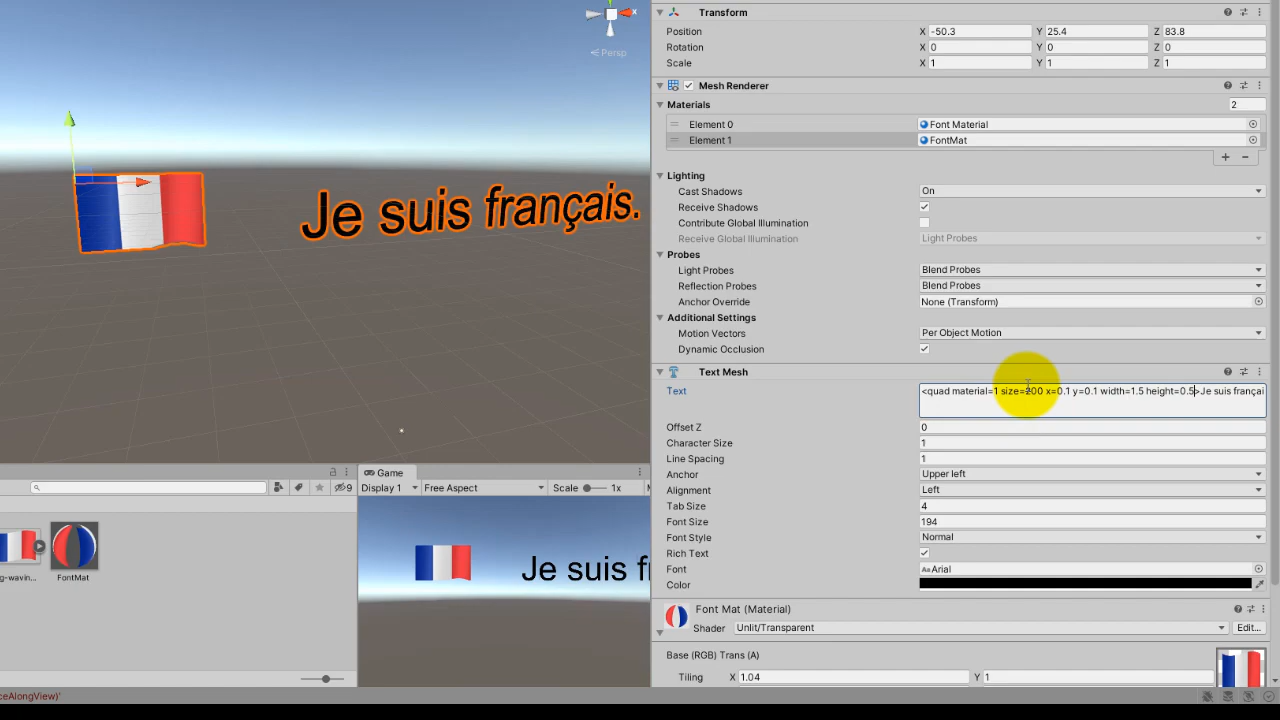 Persp
x
Je suis français.
Transform
Position X -50.3 Y 25.4 Z 83.8
Rotation X 0 Y 0 Z 0
Scale X 1 Y 1 Z 1
Mesh Renderer
Materials 2
Element 0 Font Material
Element 1 FontMat
+ −
Lighting
Cast Shadows On
Receive Shadows
Contribute Global Illumination
Receive Global Illumination Light Probes
Probes
Light Probes Blend Probes
Reflection Probes Blend Probes
Anchor Override None (Transform)
Additional Settings
Motion Vectors Per Object Motion
Dynamic Occlusion
Text Mesh
Text <quad material=1 size=200 x=0.1 y=0.1 width=1.5 height=0.5>Je suis françai
Offset Z 0
Character Size 1
Line Spacing 1
Anchor Upper left
Alignment Left
Tab Size 4
Font Size 194
Font Style Normal
Rich Text
Font Aa Arial
Color
Font Mat (Material)
Shader Unlit/Transparent Edit...
Base (RGB) Trans (A)
Tiling X 1.04 Y 1
9
g-wavin...
FontMat
Game
Display 1 Free Aspect Scale 1x
Je suis f
ceAlongView)'